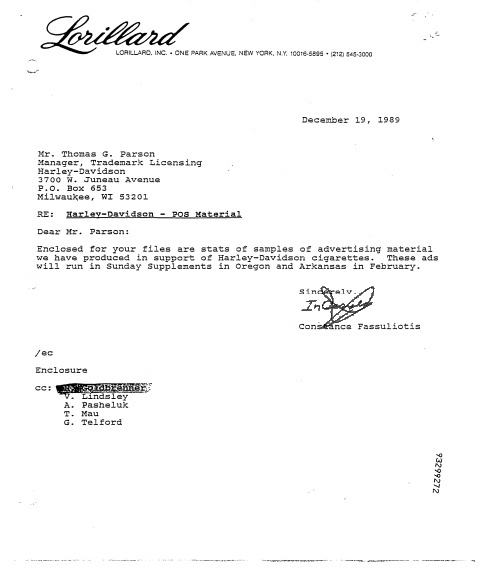 Lorillard
LORILLARD, INC. • ONE PARK AVENUE, NEW YORK, N.Y. 10016-5895 • (212) 545-3000
December 19, 1989
Mr. Thomas G. Parson
Manager, Trademark Licensing
Harley-Davidson
3700 W. Juneau Avenue
P.O. Box 653
Milwaukee, WI 53201
RE: Harley-Davidson - POS Material
Dear Mr. Parson:
Enclosed for your files are stats of samples of advertising material
we have produced in support of Harley-Davidson cigarettes. These ads
will run in Sunday Supplements in Oregon and Arkansas in February.
Sincerely,
Constance Fassuliotis
/ec
Enclosure
cc: Goldbrenner
V. Lindsley
A. Pasheluk
T. Mau
G. Telford
93299272